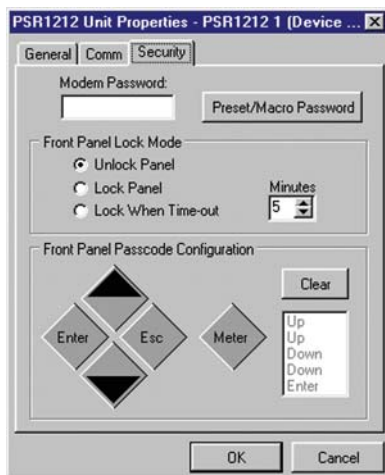 PSR1212 Unit Properties - PSR1212 1 (Device ...
General Comm Security
Modem Password:
Preset/Macro Password
Front Panel Lock Mode
Unlock Panel
Lock Panel
Minutes
Lock When Time-out
5
Front Panel Passcode Configuration
Clear
Enter Esc Meter
Up
Up
Down
Down
Enter
OK Cancel